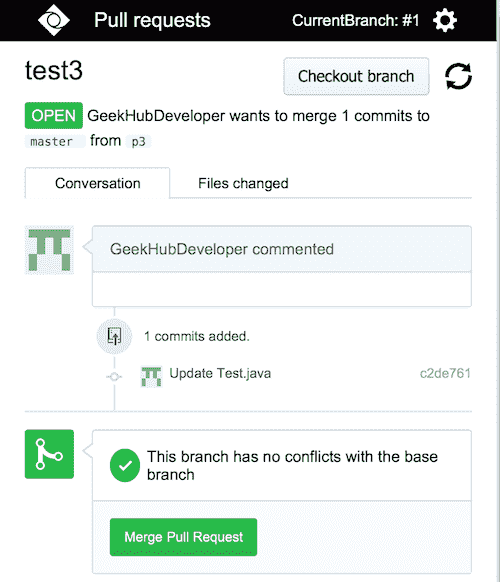 Pull requests CurrentBranch: #1
test3
Checkout branch
OPEN GeekHubDeveloper wants to merge 1 commits to
master from p3
Conversation Files changed
GeekHubDeveloper commented
1 commits added.
Update Test.java c2de761
This branch has no conflicts with the base
branch
Merge Pull Request